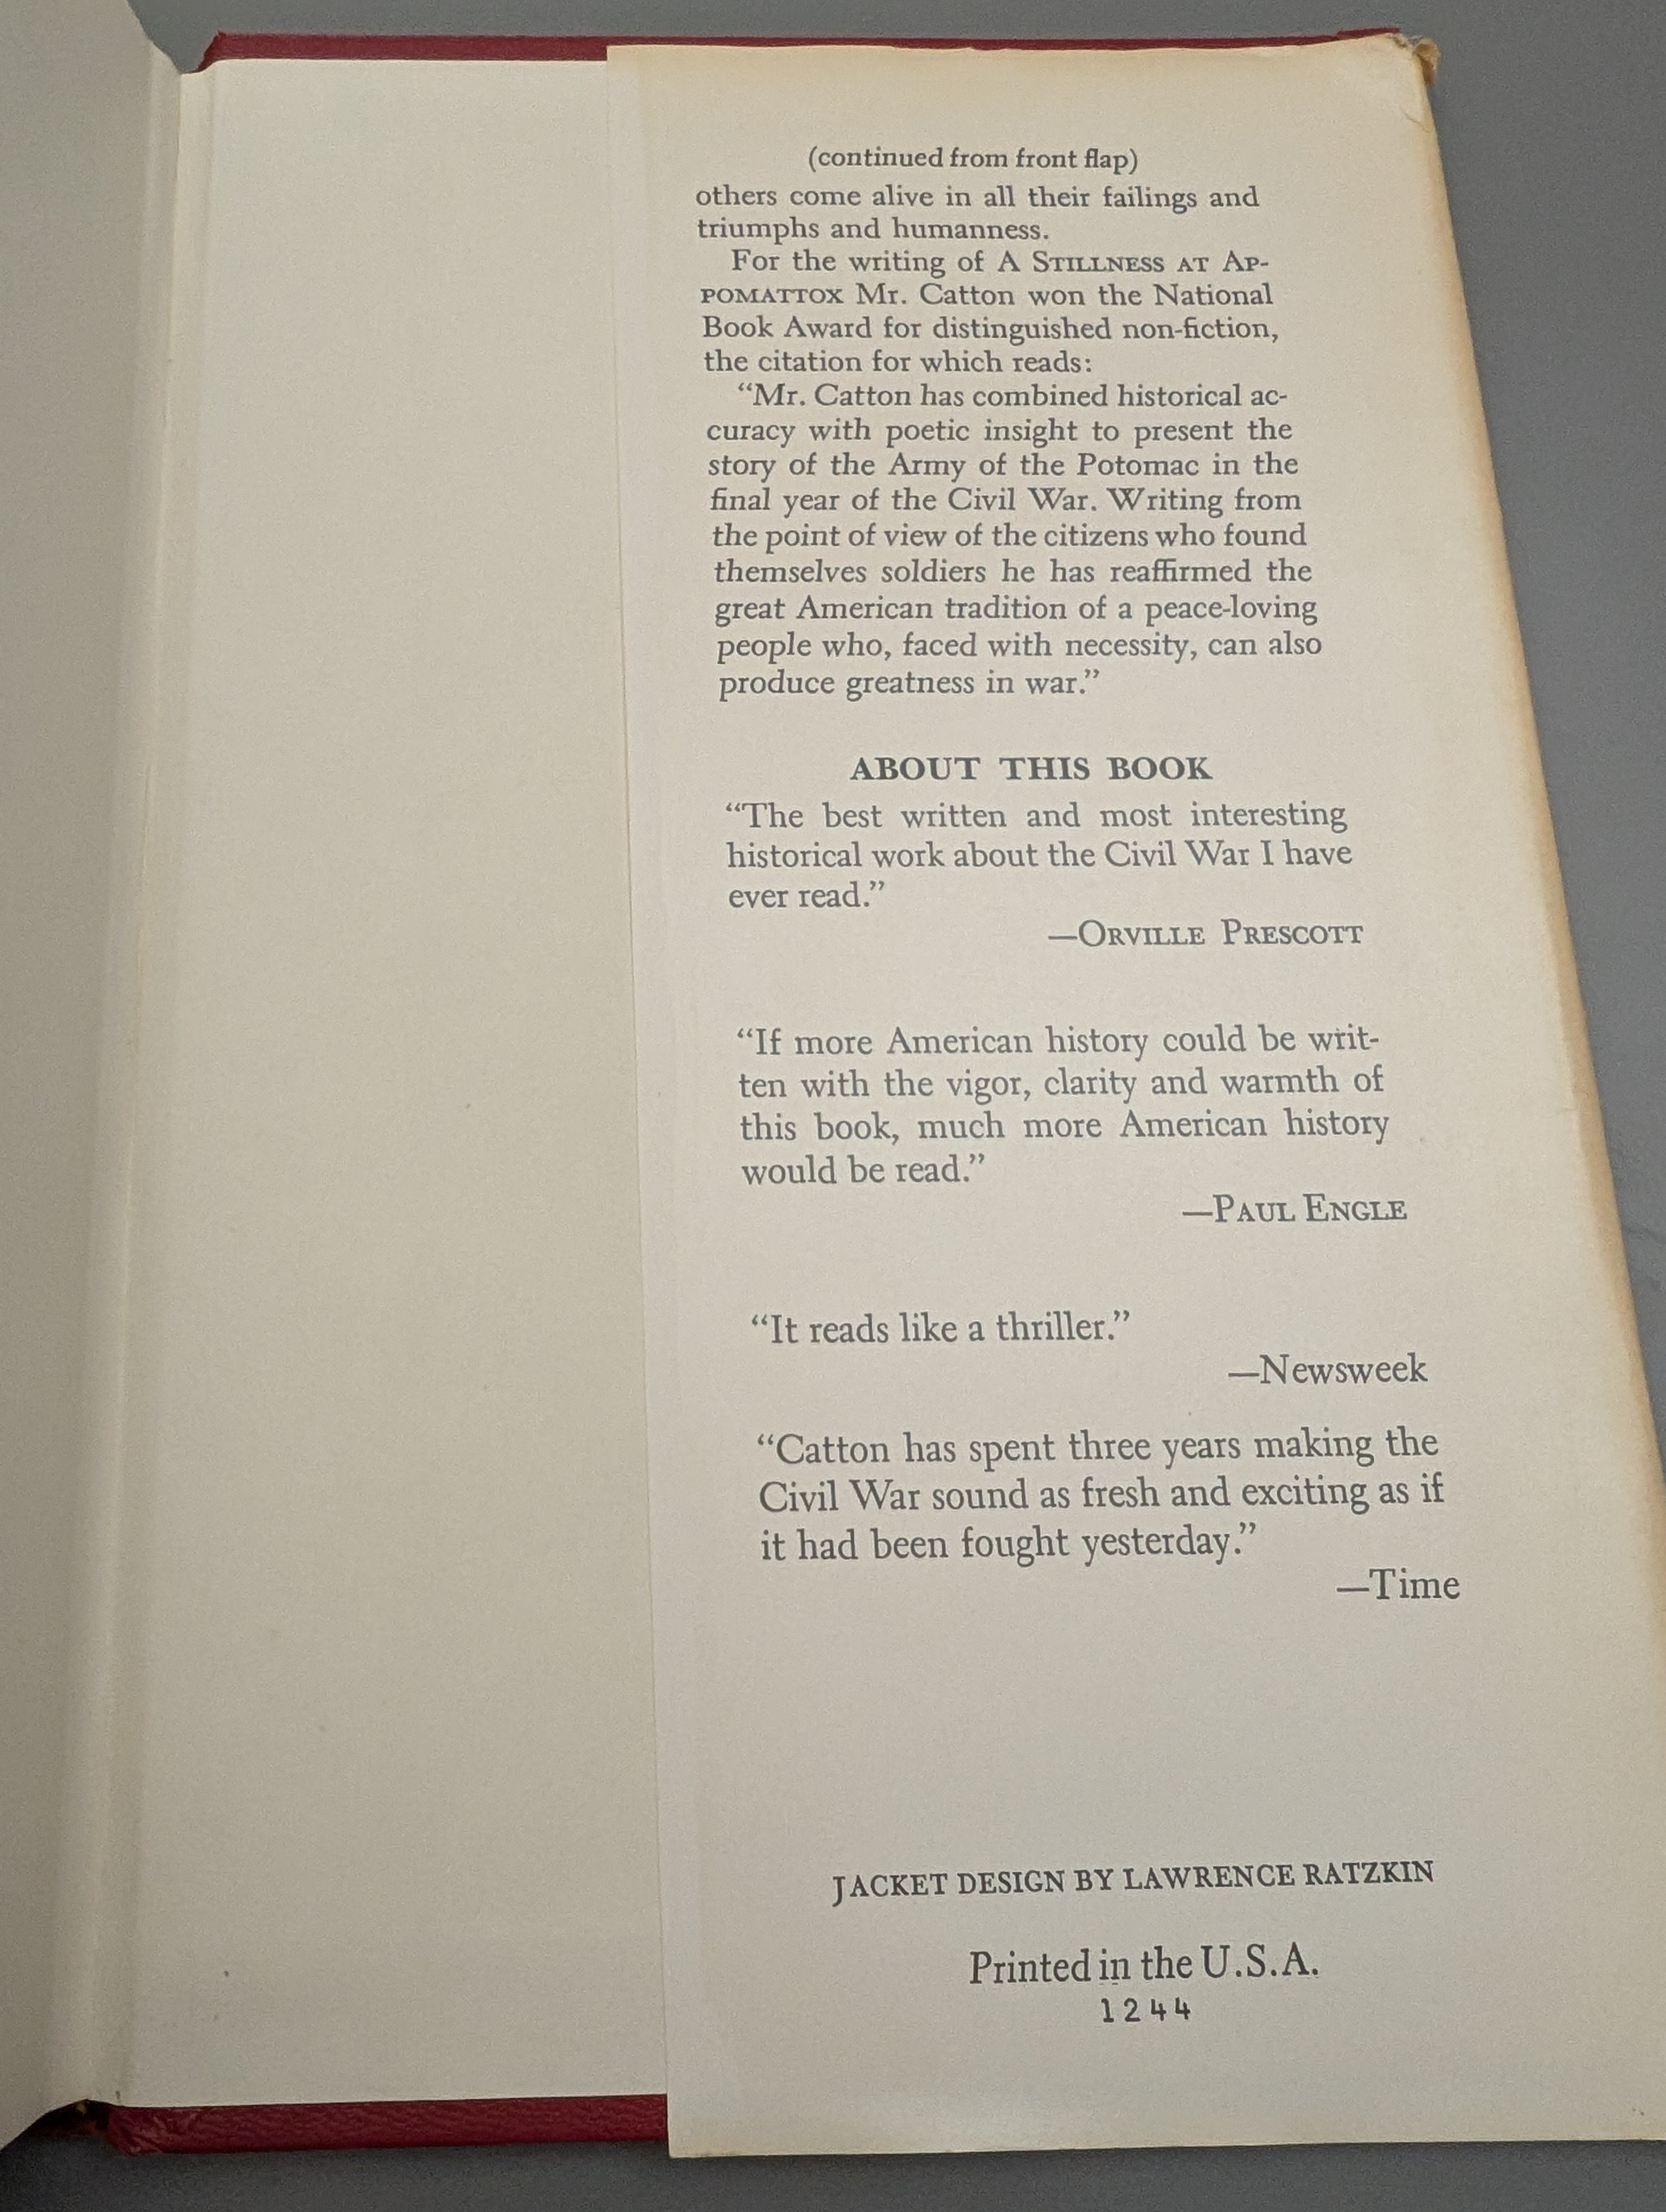 (continued from front flap)
others come alive in all their failings and
triumphs and humanness.
For the writing of A STILLNESS AT AP-
POMATTOX Mr. Catton won the National
Book Award for distinguished non-fiction,
the citation for which reads:
“Mr. Catton has combined historical ac-
curacy with poetic insight to present the
story of the Army of the Potomac in the
final year of the Civil War. Writing from
the point of view of the citizens who found
themselves soldiers he has reaffirmed the
great American tradition of a peace-loving
people who, faced with necessity, can also
produce greatness in war.”
ABOUT THIS BOOK
“The best written and most interesting
historical work about the Civil War I have
ever read.”
—ORVILLE PRESCOTT
“If more American history could be writ-
ten with the vigor, clarity and warmth of
this book, much more American history
would be read.”
—PAUL ENGLE
“It reads like a thriller.”
—Newsweek
“Catton has spent three years making the
Civil War sound as fresh and exciting as if
it had been fought yesterday.”
—Time
JACKET DESIGN BY LAWRENCE RATZKIN
Printed in the U.S.A.
1244